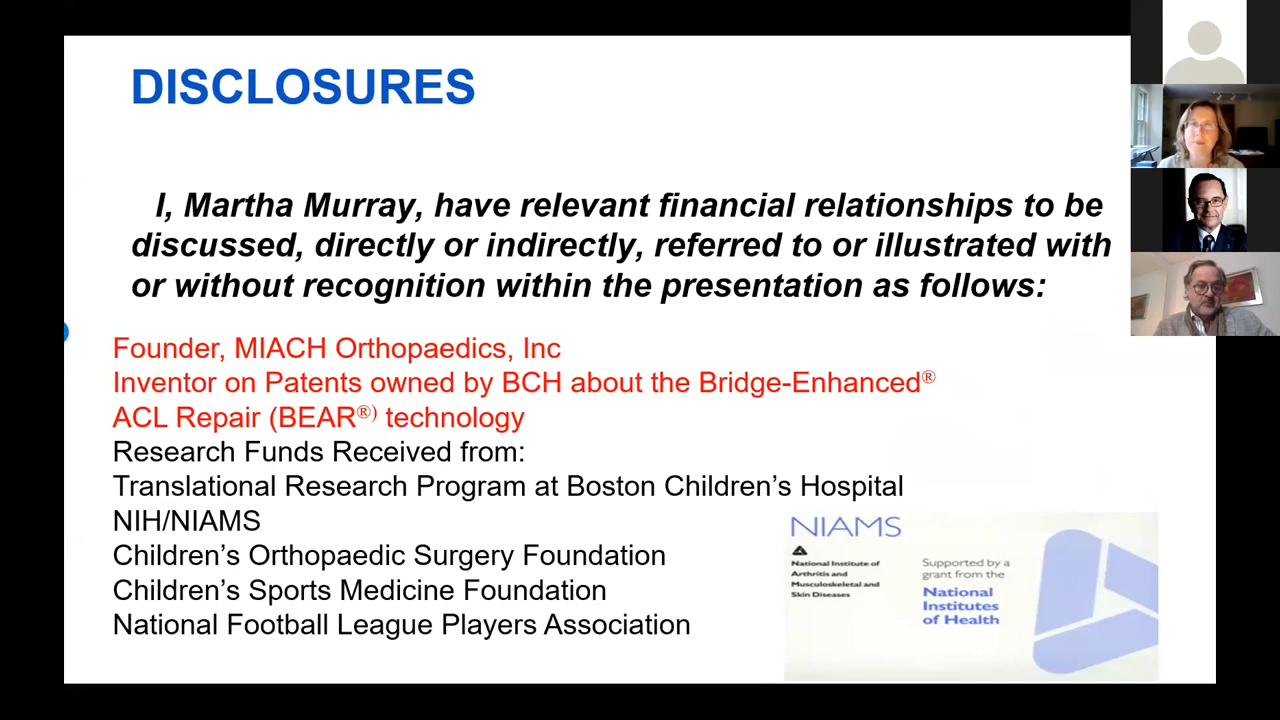 DISCLOSURES
I, Martha Murray, have relevant financial relationships to be
discussed, directly or indirectly, referred to or illustrated with
or without recognition within the presentation as follows:
Founder, MIACH Orthopaedics, Inc
Inventor on Patents owned by BCH about the Bridge-Enhanced®
ACL Repair (BEAR®) technology
Research Funds Received from:
Translational Research Program at Boston Children’s Hospital
NIH/NIAMS
Children’s Orthopaedic Surgery Foundation
Children’s Sports Medicine Foundation
National Football League Players Association
NIAMS
National Institute of
Arthritis and
Musculoskeletal and
Skin Diseases
Supported by a
grant from the
National
Institutes
of Health